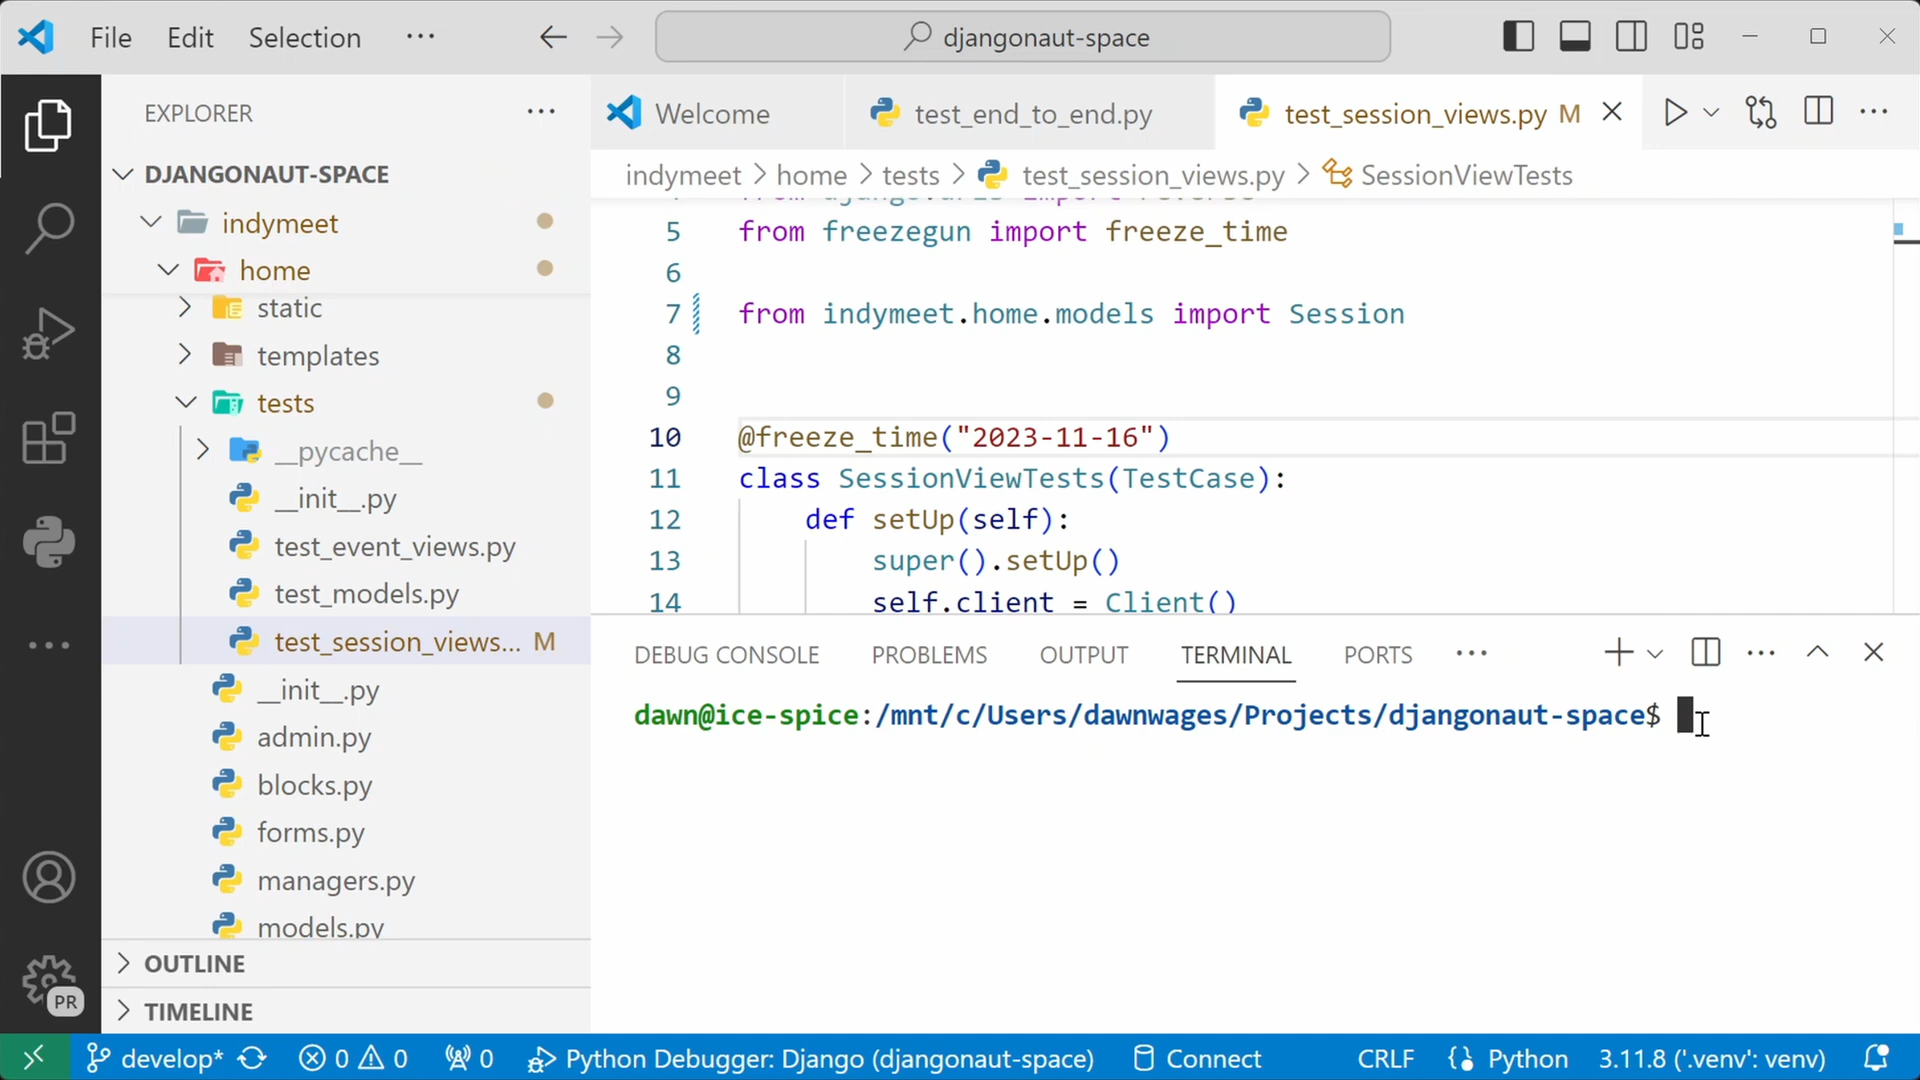 File Edit Selection ··· djangonaut-space
EXPLORER ···
DJANGONAUT-SPACE
indymeet
home
static
templates
tests
__pycache__
__init__.py
test_event_views.py
test_models.py
test_session_views... M
__init__.py
admin.py
blocks.py
forms.py
managers.py
models.py
OUTLINE
TIMELINE
PR
Welcome test_end_to_end.py test_session_views.py M
indymeet > home > tests > test_session_views.py > SessionViewTests
5 from freezegun import freeze_time
6
7 from indymeet.home.models import Session
8
9
10 @freeze_time("2023-11-16")
11 class SessionViewTests(TestCase):
12 def setUp(self):
13 super().setUp()
14 self.client = Client()
DEBUG CONSOLE PROBLEMS OUTPUT TERMINAL PORTS ···
dawn@ice-spice:/mnt/c/Users/dawnwages/Projects/djangonaut-space$
develop* 0 0 0 Python Debugger: Django (djangonaut-space) Connect CRLF Python 3.11.8 ('.venv': venv)